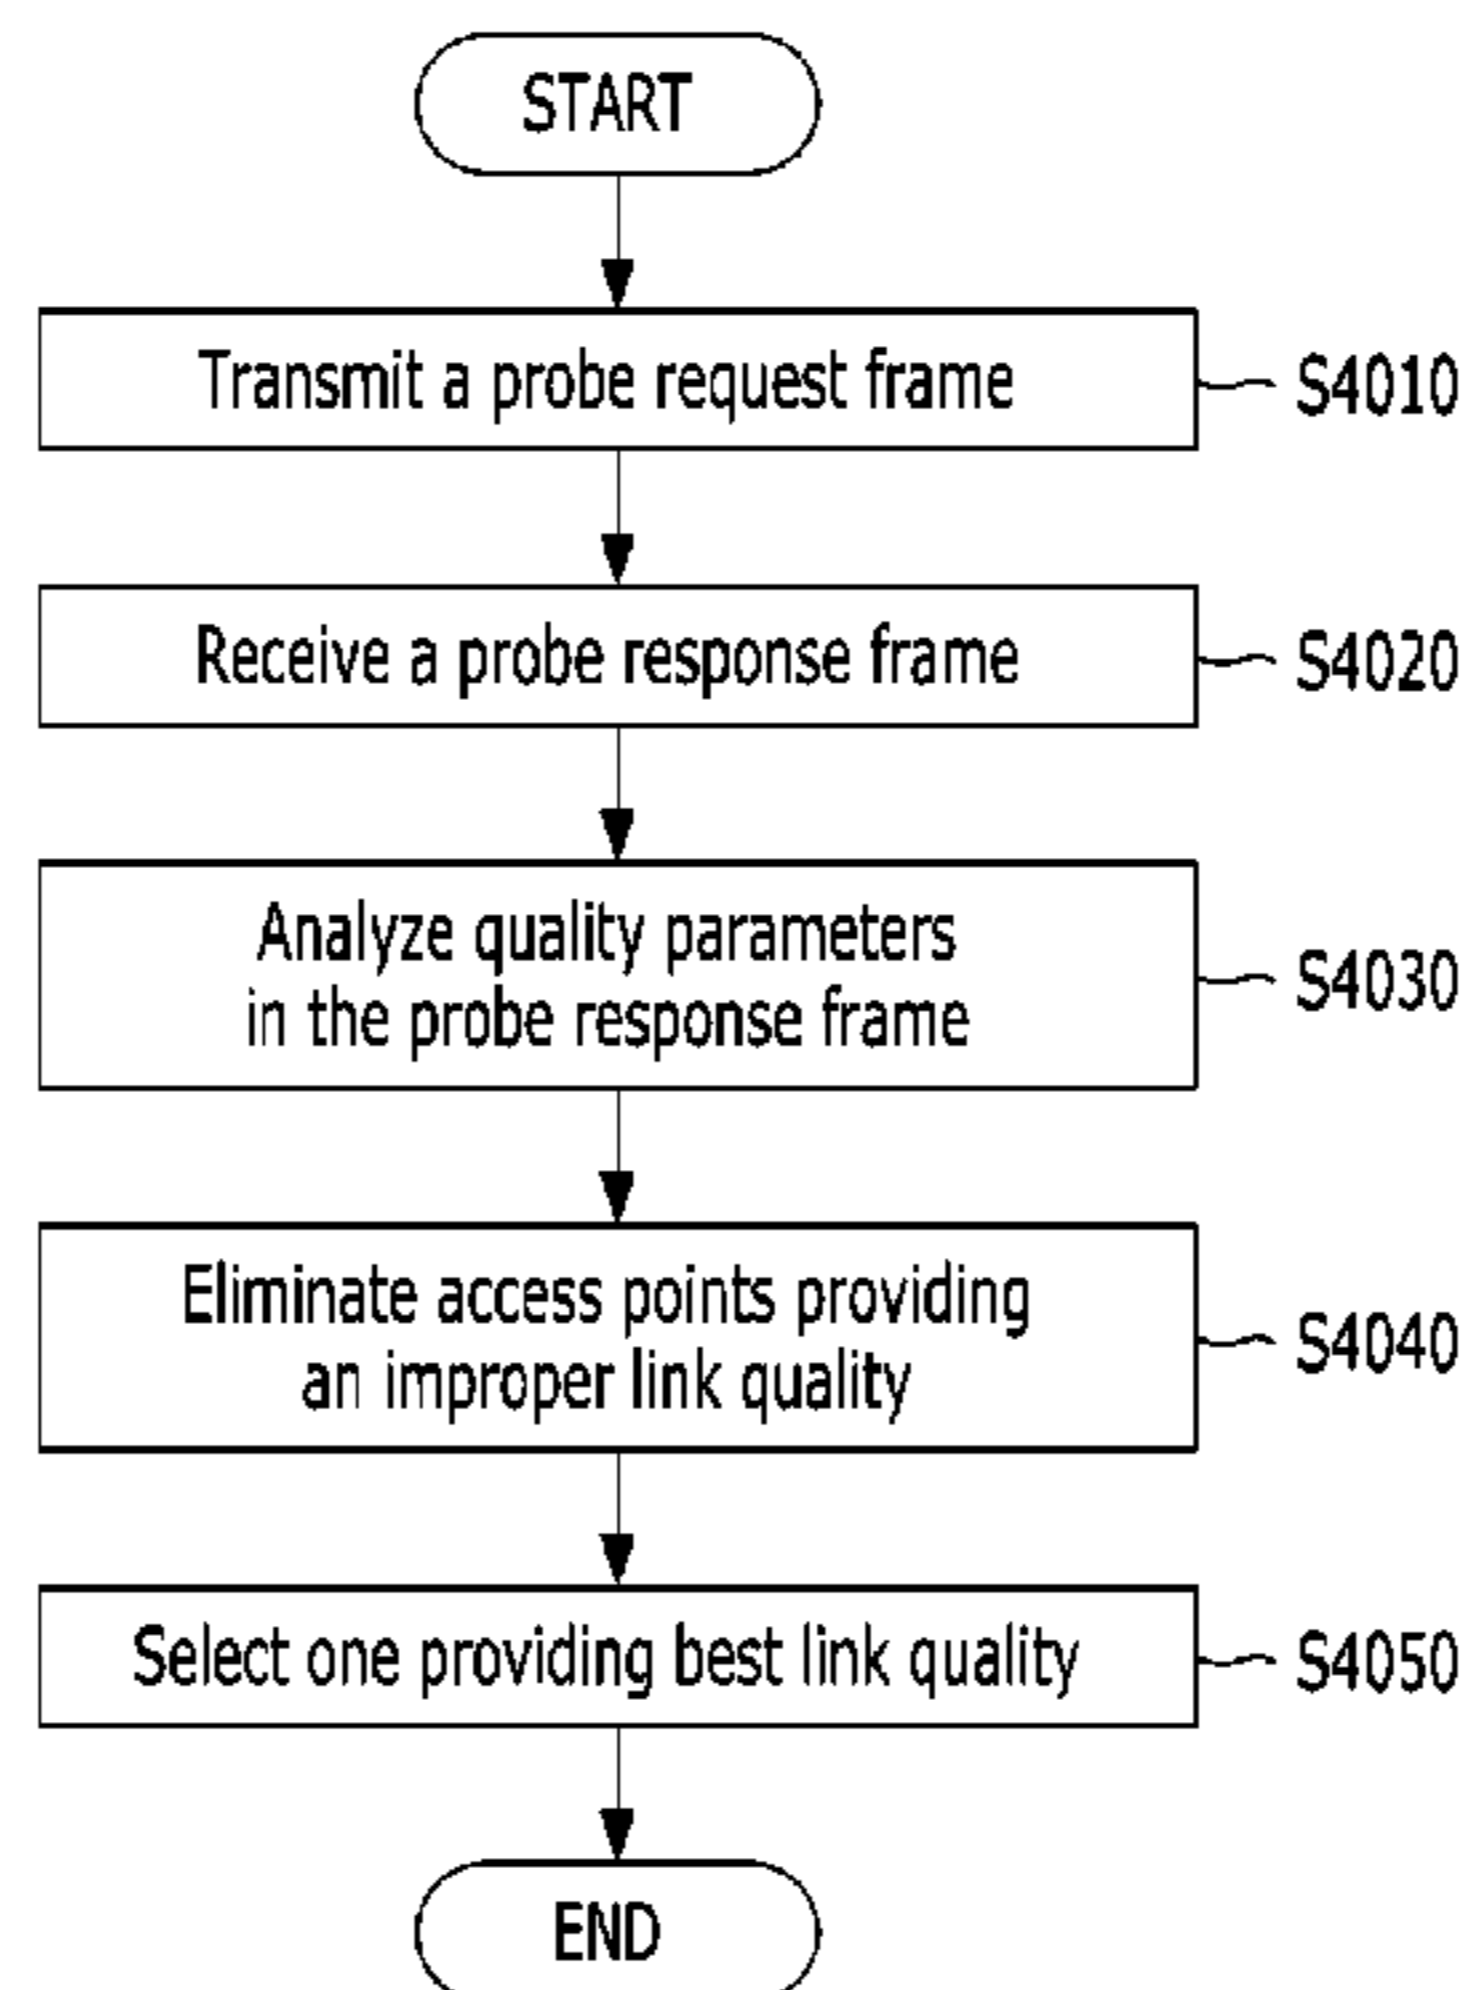 START
Transmit a probe request frame
S4010
Receive a probe response frame
S4020
Analyze quality parameters
in the probe response frame
S4030
Eliminate access points providing
an improper link quality
S4040
Select one providing best link quality
S4050
END